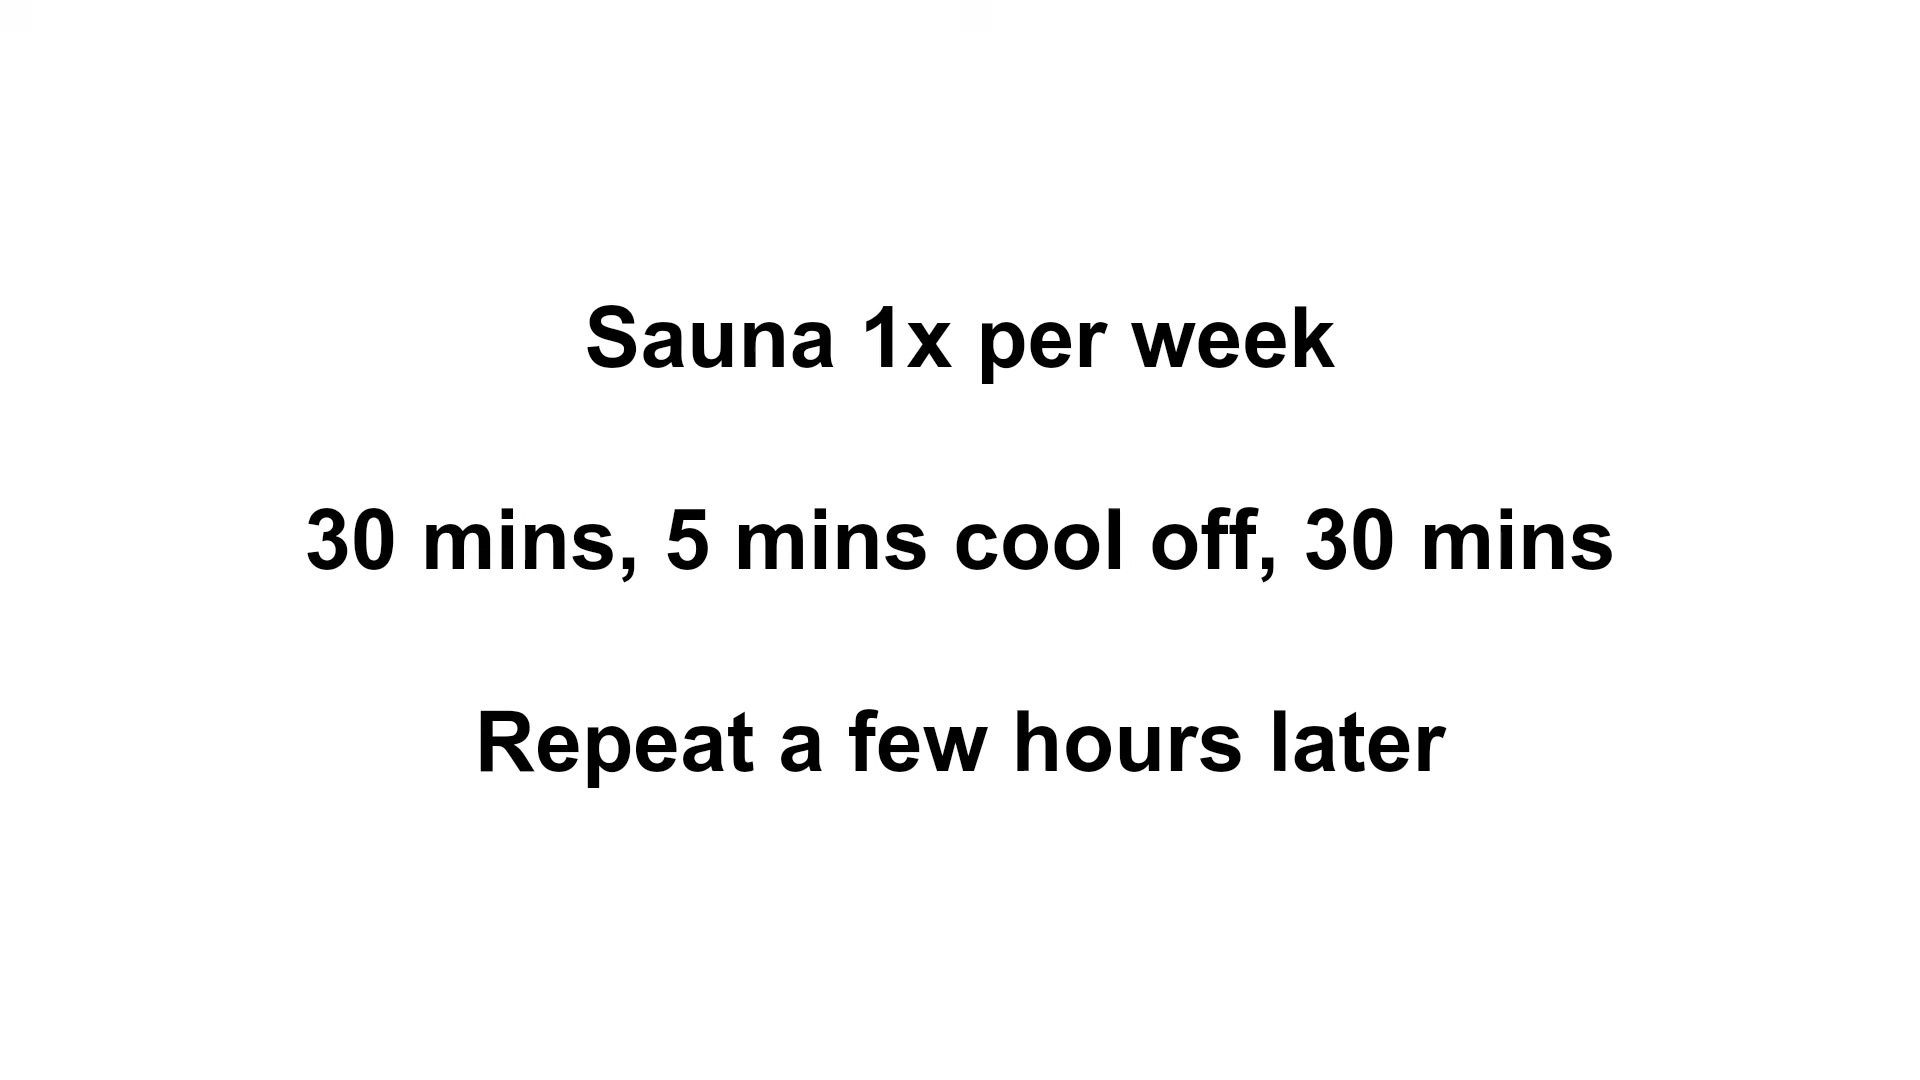 Sauna 1x per week
30 mins, 5 mins cool off, 30 mins
Repeat a few hours later